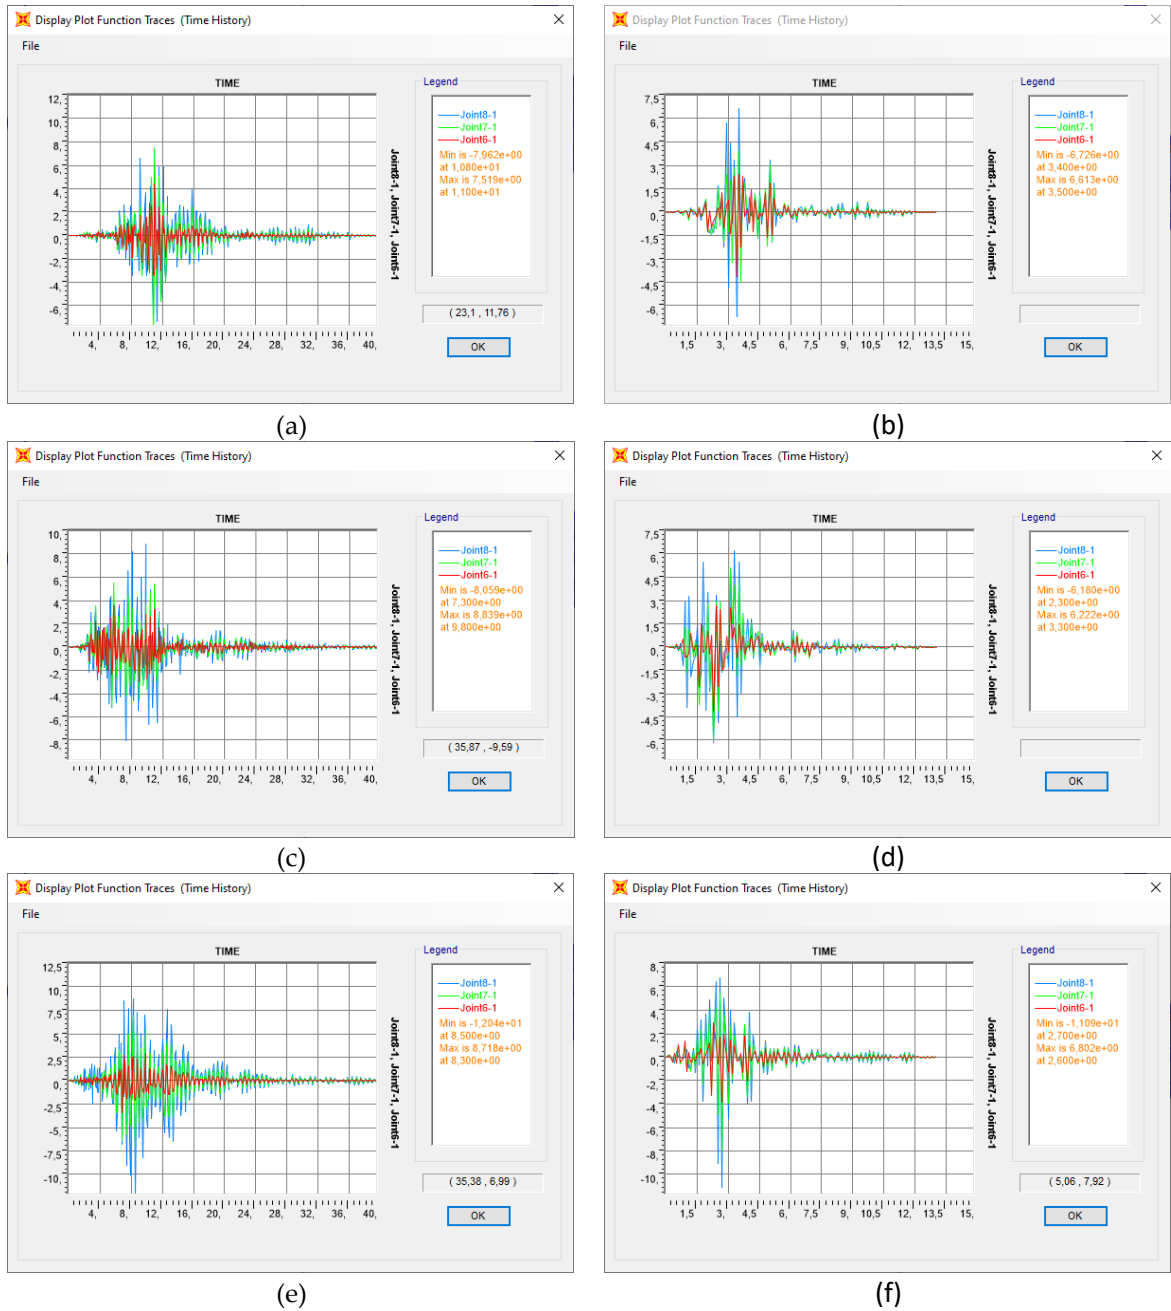 Display Plot Function Traces (Time History)
File
TIME
Legend
12,
10,
8,
6,
4,
2,
0,
-2,
-4,
-6,
Joint8-1, Joint7-1, Joint6-1
Joint8-1
Joint7-1
Joint6-1
Min is -7,962e+00
at 1,080e+01
Max is 7,519e+00
at 1,100e+01
( 23,1 , 11,76 )
4, 8, 12, 16, 20, 24, 28, 32, 36, 40,
OK
(a)
Display Plot Function Traces (Time History)
File
TIME
Legend
7,5
6,
4,5
3,
1,5
0,
-1,5
-3,
-4,5
-6,
Joint8-1, Joint7-1, Joint6-1
Joint8-1
Joint7-1
Joint6-1
Min is -6,726e+00
at 3,400e+00
Max is 6,613e+00
at 3,500e+00
1,5 3, 4,5 6, 7,5 9, 10,5 12, 13,5 15,
OK
(b)
Display Plot Function Traces (Time History)
File
TIME
Legend
10,
8,
6,
4,
2,
0,
-2,
-4,
-6,
-8,
Joint8-1, Joint7-1, Joint6-1
Joint8-1
Joint7-1
Joint6-1
Min is -8,059e+00
at 7,300e+00
Max is 8,839e+00
at 9,800e+00
( 35,87 , -9,59 )
4, 8, 12, 16, 20, 24, 28, 32, 36, 40,
OK
(c)
Display Plot Function Traces (Time History)
File
TIME
Legend
7,5
6,
4,5
3,
1,5
0,
-1,5
-3,
-4,5
-6,
Joint8-1, Joint7-1, Joint6-1
Joint8-1
Joint7-1
Joint6-1
Min is -6,180e+00
at 2,300e+00
Max is 6,222e+00
at 3,300e+00
1,5 3, 4,5 6, 7,5 9, 10,5 12, 13,5 15,
OK
(d)
Display Plot Function Traces (Time History)
File
TIME
Legend
12,5
10,
7,5
5,
2,5
0,
-2,5
-5,
-7,5
-10,
Joint8-1, Joint7-1, Joint6-1
Joint8-1
Joint7-1
Joint6-1
Min is -1,204e+01
at 8,500e+00
Max is 8,718e+00
at 8,300e+00
( 35,38 , 6,99 )
4, 8, 12, 16, 20, 24, 28, 32, 36, 40,
OK
(e)
Display Plot Function Traces (Time History)
File
TIME
Legend
8,
6,
4,
2,
0,
-2,
-4,
-6,
-8,
-10,
Joint8-1, Joint7-1, Joint6-1
Joint8-1
Joint7-1
Joint6-1
Min is -1,109e+01
at 2,700e+00
Max is 6,802e+00
at 2,600e+00
( 5,06 , 7,92 )
1,5 3, 4,5 6, 7,5 9, 10,5 12, 13,5 15,
OK
(f)